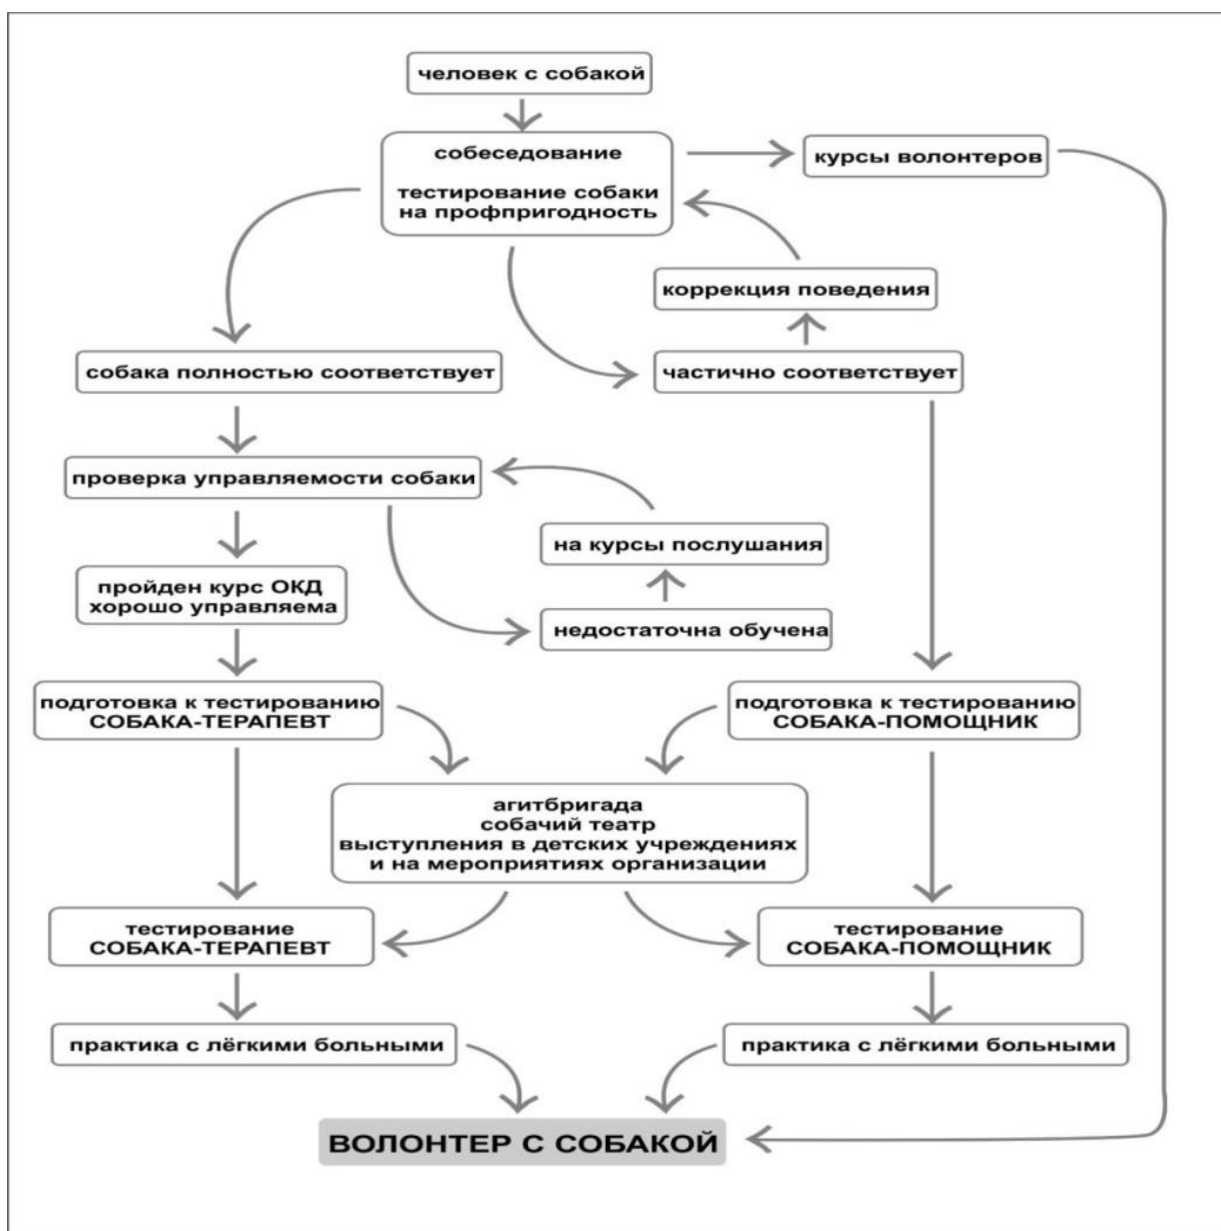 человек с собакой
собеседование
тестирование собаки
на профпригодность
курсы волонтеров
коррекция поведения
собака полностью соответствует
частично соответствует
проверка управляемости собаки
на курсы послушания
пройден курс ОКД
хорошо управляема
недостаточна обучена
подготовка к тестированию
СОБАКА-ТЕРАПЕВТ
подготовка к тестированию
СОБАКА-ПОМОЩНИК
агитбригада
собачий театр
выступления в детских учреждениях
и на мероприятиях организации
тестирование
СОБАКА-ТЕРАПЕВТ
тестирование
СОБАКА-ПОМОЩНИК
практика с лёгкими больными
практика с лёгкими больными
ВОЛОНТЕР С СОБАКОЙ